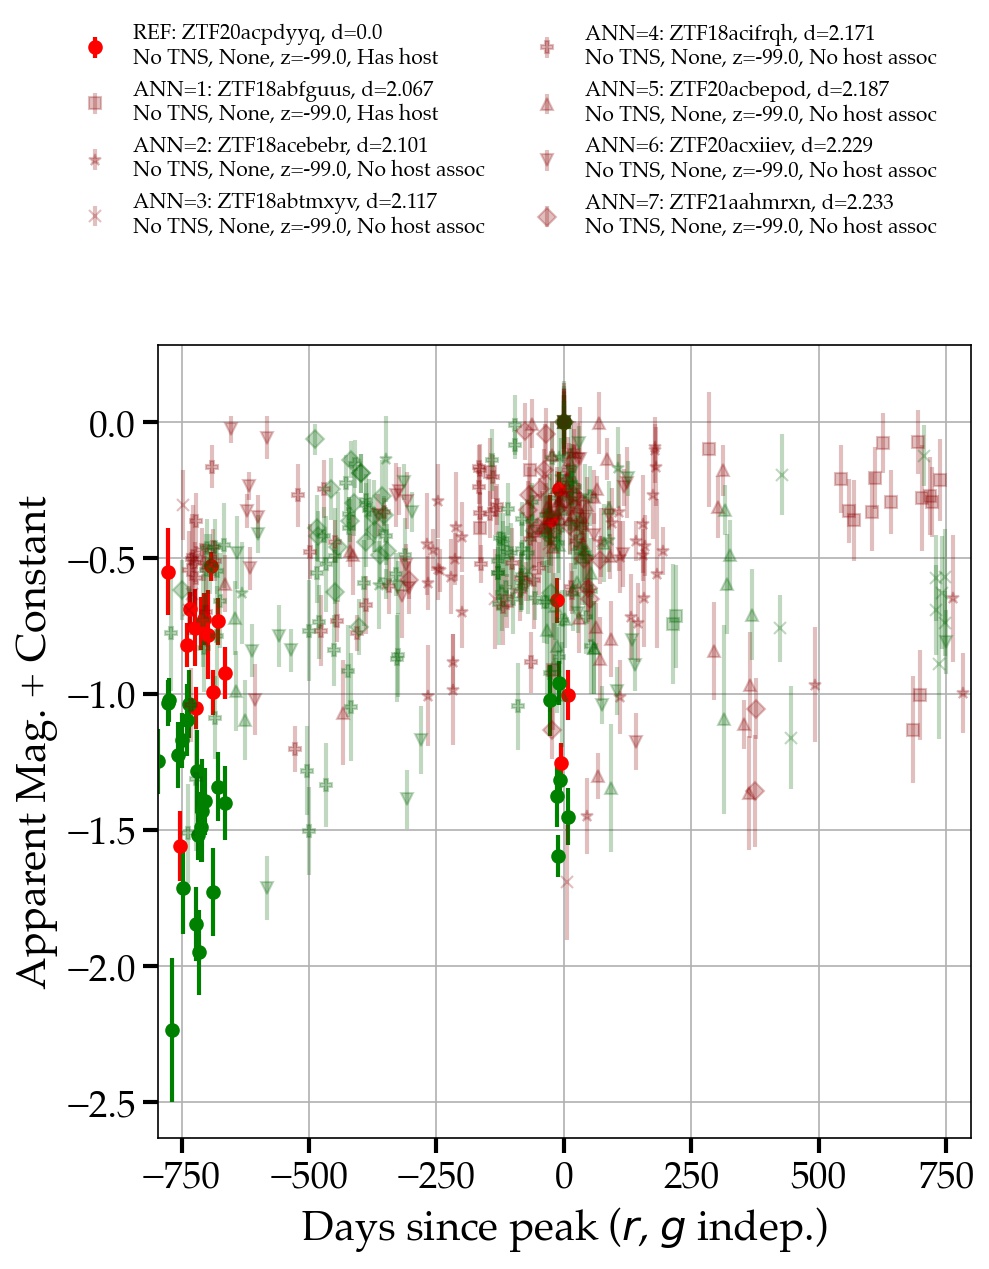 REF: ZTF20acpdyyq, d=0.0
No TNS, None, z=-99.0, Has host
ANN=1: ZTF18abfguus, d=2.067
No TNS, None, z=-99.0, Has host
ANN=2: ZTF18acebebr, d=2.101
No TNS, None, z=-99.0, No host assoc
ANN=3: ZTF18abtmxyv, d=2.117
No TNS, None, z=-99.0, No host assoc
ANN=4: ZTF18acifrqh, d=2.171
No TNS, None, z=-99.0, No host assoc
ANN=5: ZTF20acbepod, d=2.187
No TNS, None, z=-99.0, No host assoc
ANN=6: ZTF20acxiiev, d=2.229
No TNS, None, z=-99.0, No host assoc
ANN=7: ZTF21aahmrxn, d=2.233
No TNS, None, z=-99.0, No host assoc
Apparent Mag. + Constant
0.0
−0.5
−1.0
−1.5
−2.0
−2.5
−750 −500 −250 0 250 500 750
Days since peak (r, g indep.)